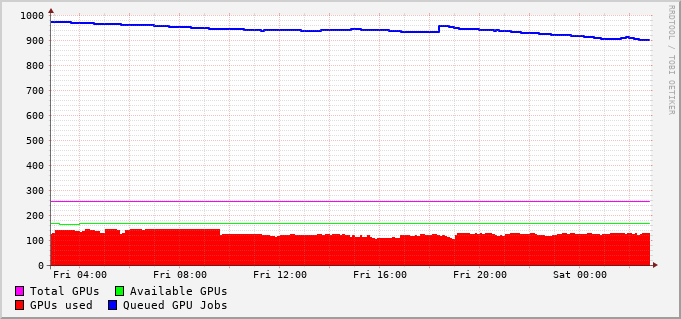 1000
900
800
700
600
500
400
300
200
100
0
Fri 04:00 Fri 08:00 Fri 12:00 Fri 16:00 Fri 20:00 Sat 00:00
Total GPUs Available GPUs
GPUs used Queued GPU Jobs
RRDTOOL / TOBI OETIKER